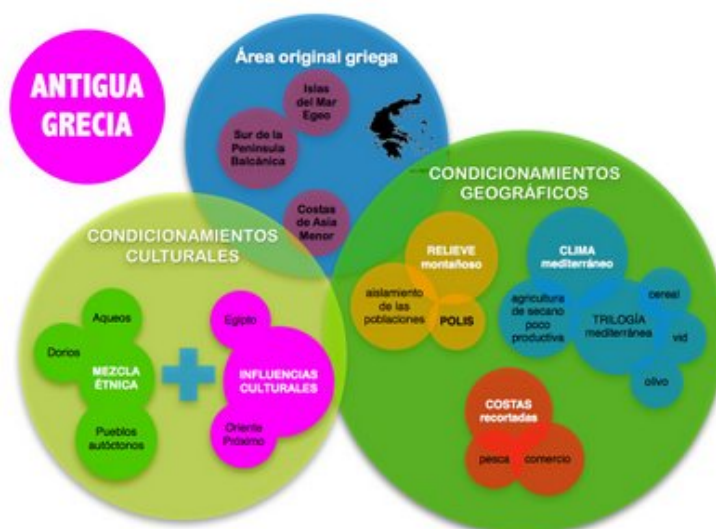 ANTIGUA
GRECIA
Área original griega
Islas
del Mar
Egeo
Sur de la
Península
Balcánica
Costas
de Asia
Menor
CONDICIONAMIENTOS
CULTURALES
Aqueos
Dorios
MEZCLA
ÉTNICA
Pueblos
autóctonos
Egipto
INFLUENCIAS
CULTURALES
Oriente
Próximo
CONDICIONAMIENTOS
GEOGRÁFICOS
RELIEVE
montañoso
aislamiento
de las
poblaciones
POLIS
CLIMA
mediterráneo
agricultura
de secano
poco
productiva
TRILOGÍA
mediterránea
cereal
vid
olivo
COSTAS
recortadas
pesca
comercio